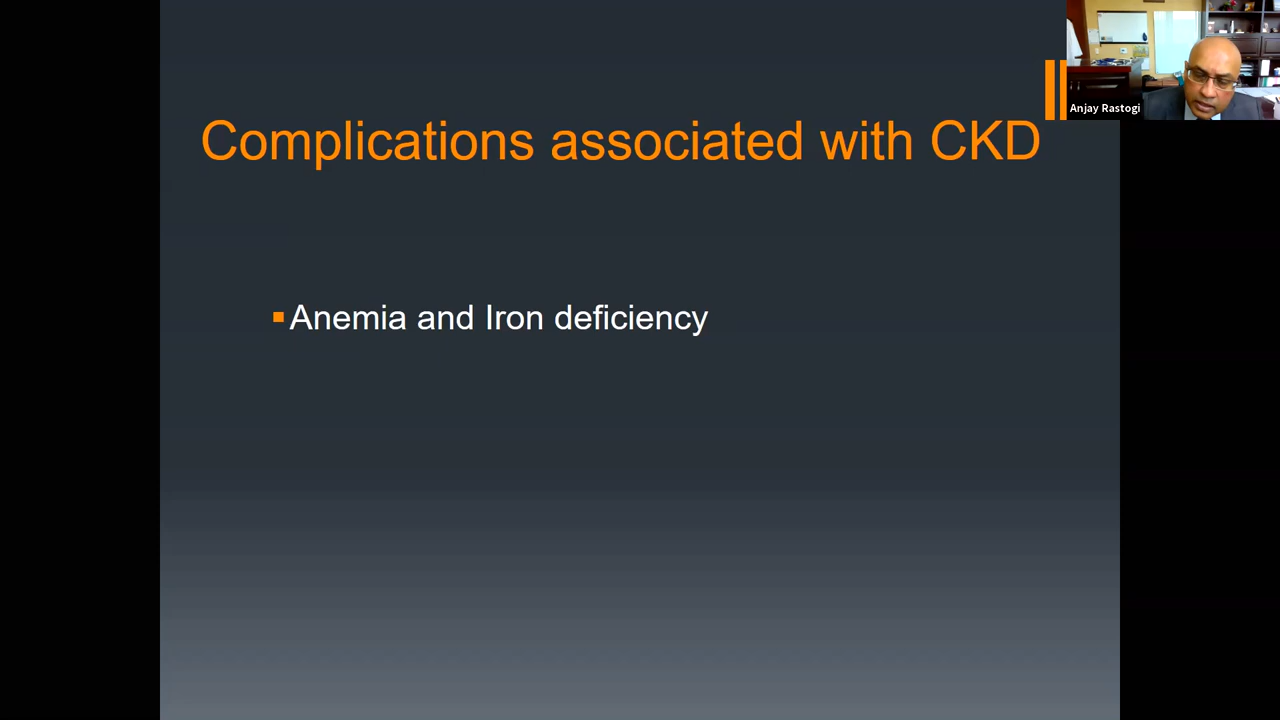 Complications associated with CKD
Anemia and Iron deficiency
Anjay Rastogi